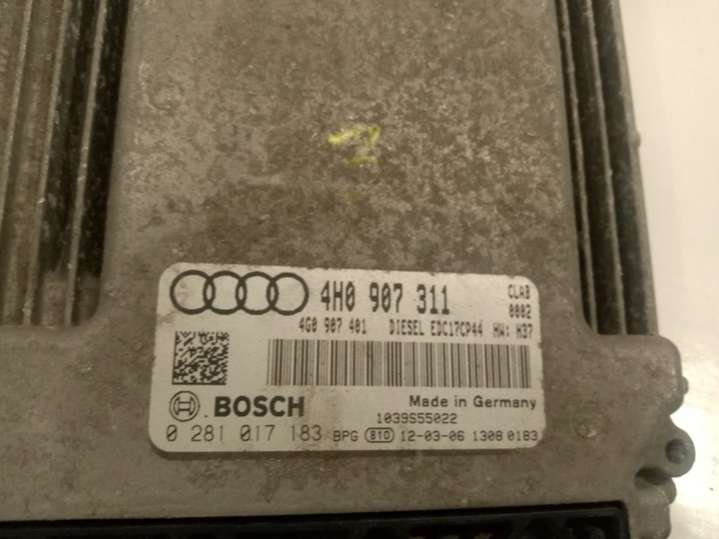 4H0 907 311 CLAB
0002
4G0 907 401 DIESEL EDC17CP44 HW: H37
BOSCH Made in Germany
1039S55022
0 281 017 183 BPG 810 12-03-06 1308 0183